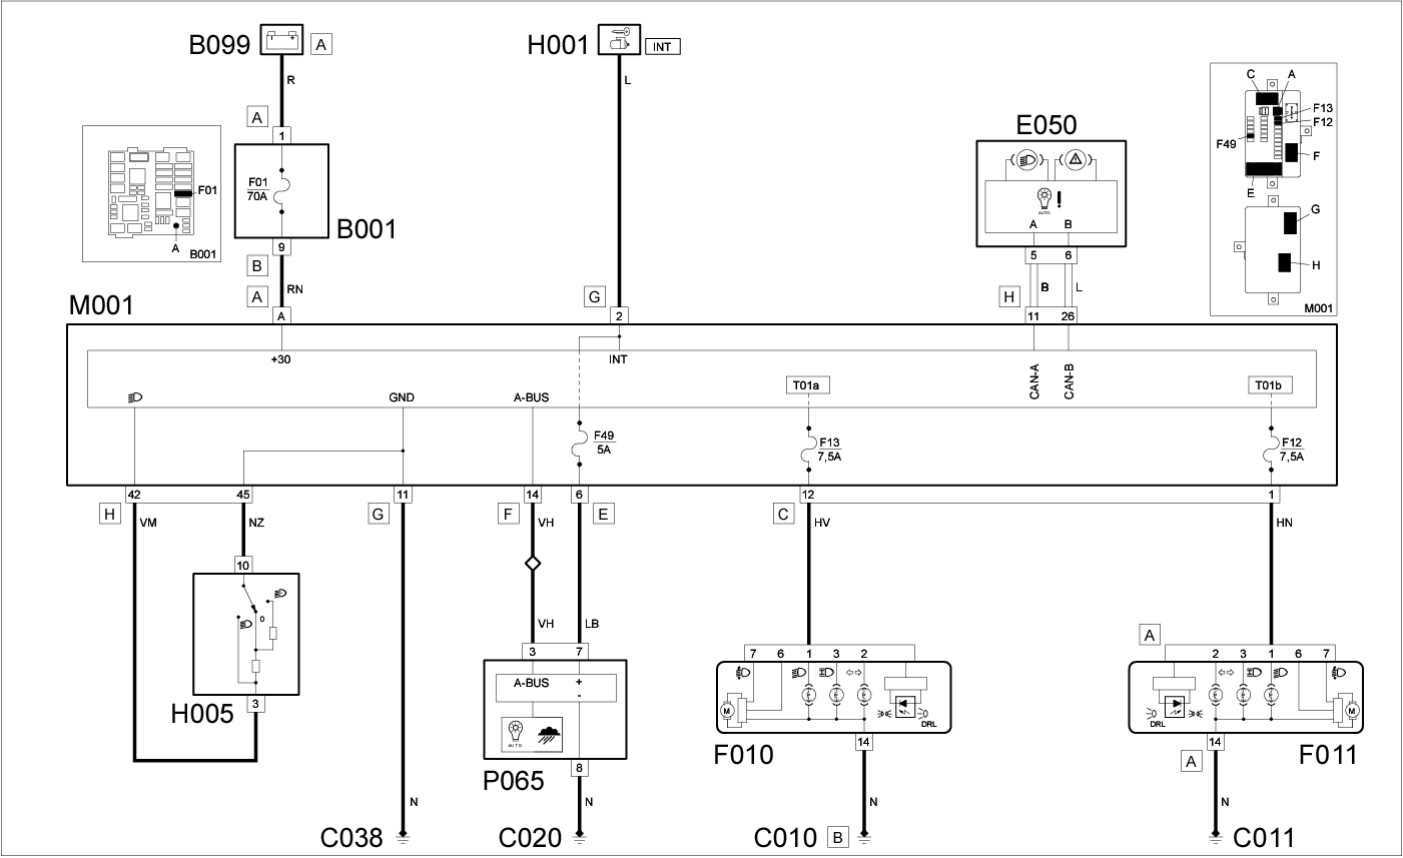 B099
A
H001
INT
R
L
A
1
F01
70A
B001
9
B
RN
A
A
F01
A
B001
G
2
E050
AUTO
A
B
5
6
B
L
H
11
26
C
A
F13
F12
F49
F
E
G
H
M001
M001
+30
INT
CAN-A
CAN-B
T01a
T01b
GND
A-BUS
F49
5A
F13
7,5A
F12
7,5A
42
45
11
14
6
12
1
H
G
F
E
C
VM
NZ
VH
HV
HN
10
0
3
H005
VH
LB
3
7
A-BUS
+
-
AUTO
P065
8
7
6
1
3
2
M
DRL
F010
14
A
2
3
1
6
7
DRL
M
F011
14
A
N
N
N
N
C038
C020
C010
B
C011